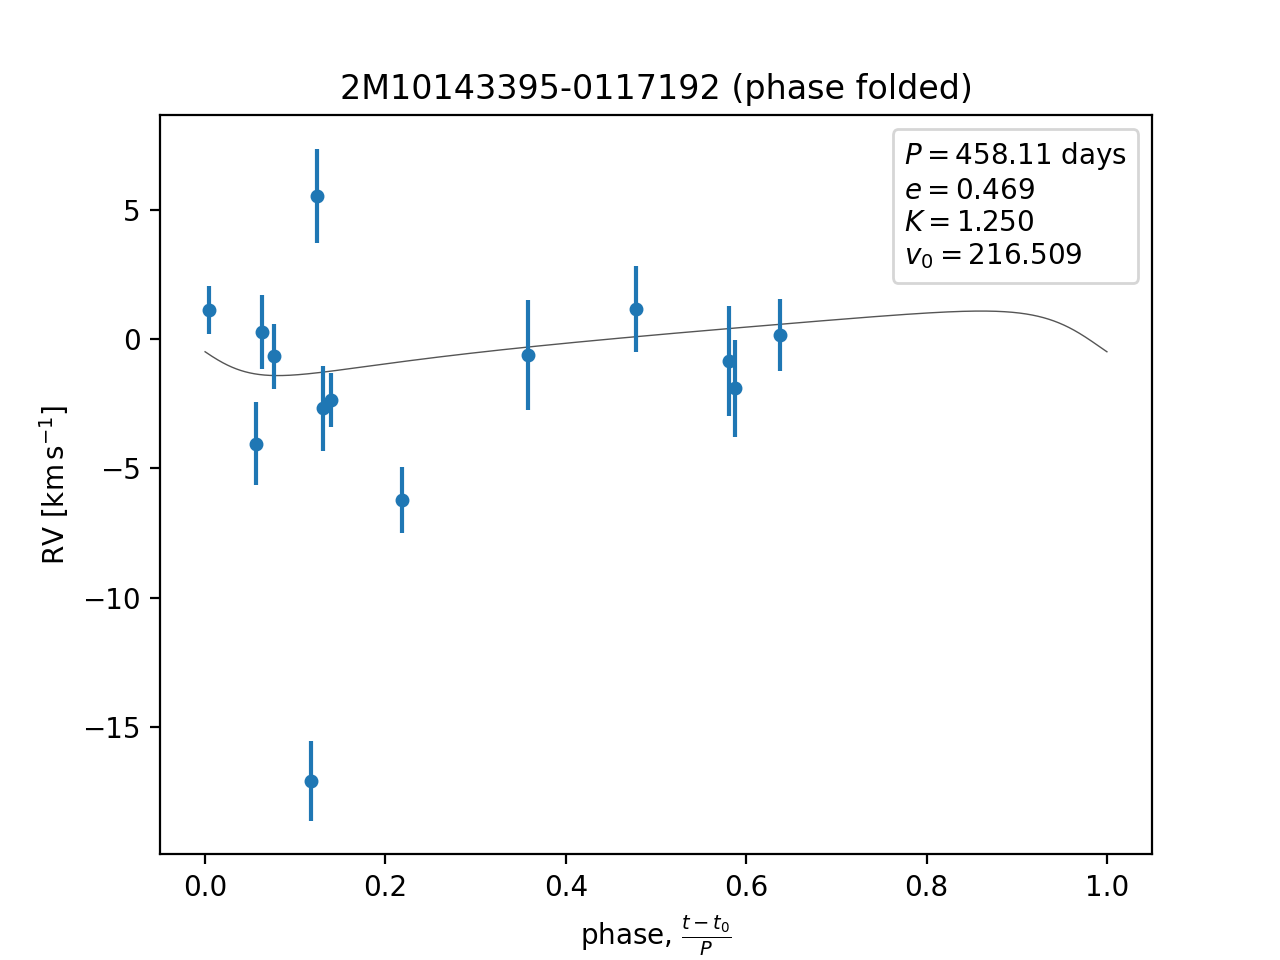 2M10143395-0117192 (phase folded)
P = 458.11 days
e = 0.469
K = 1.250
v₀ = 216.509
5
0
−5
−10
−15
RV [km s⁻¹]
0.0 0.2 0.4 0.6 0.8 1.0
phase, (t − t₀)/P